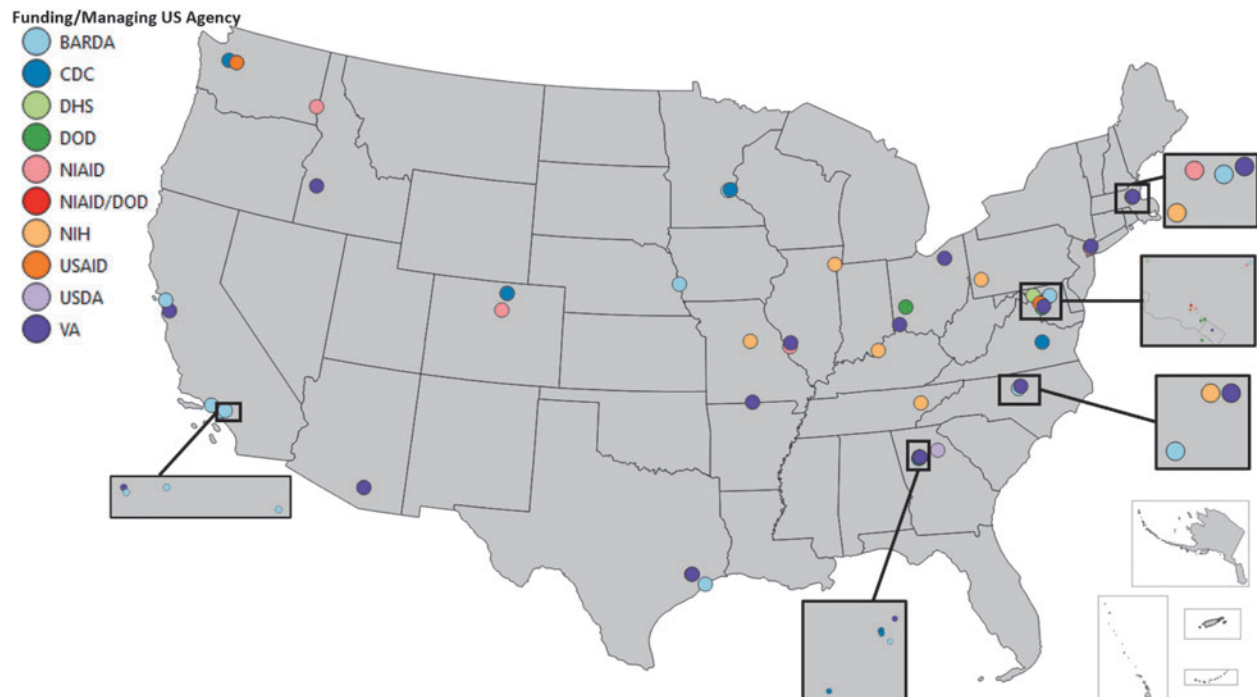 Funding/Managing US Agency
BARDA
CDC
DHS
DOD
NIAID
NIAID/DOD
NIH
USAID
USDA
VA